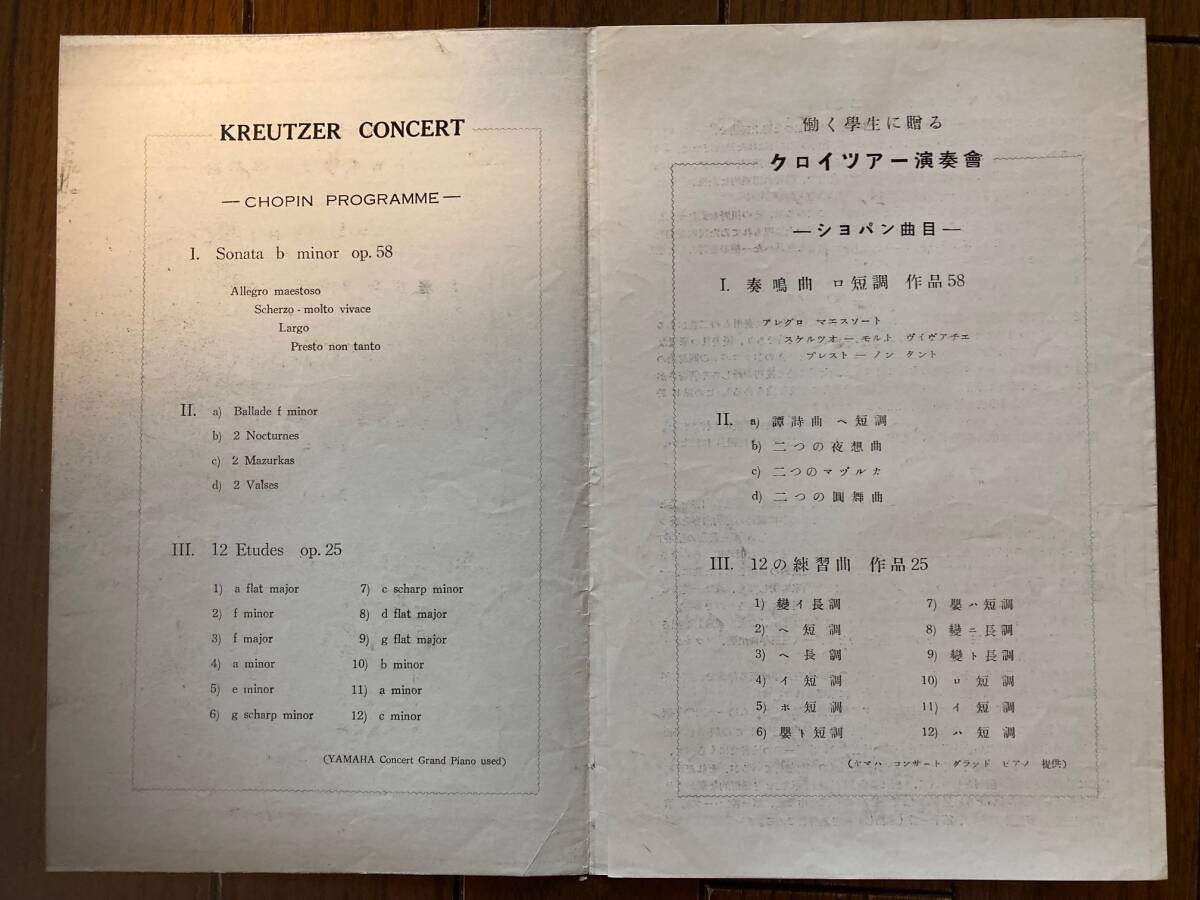 KREUTZER CONCERT
—CHOPIN PROGRAMME—
I. Sonata b minor op. 58
Allegro maestoso
Scherzo - molto vivace
Largo
Presto non tanto
II. a) Ballade f minor
b) 2 Nocturnes
c) 2 Mazurkas
d) 2 Valses
III. 12 Etudes op. 25
1) a flat major
2) f minor
3) f major
4) a minor
5) e minor
6) g scharp minor
7) c scharp minor
8) d flat major
9) g flat major
10) b minor
11) a minor
12) c minor
(YAMAHA Concert Grand Piano used)
働く學生に贈る
クロイツアー演奏會
—ショパン曲目—
I. 奏鳴曲 ロ短調 作品58
アレグロ マエスソート
スケルツオ — モルト ヴイヴアチエ
プレスト — ノン タント
II. a) 譚詩曲 ヘ短調
b) 二つの夜想曲
c) 二つのマヅルカ
d) 二つの圓舞曲
III. 12の練習曲 作品25
1) 變イ長調
2) ヘ短調
3) ヘ長調
4) イ短調
5) ホ短調
6) 嬰ト短調
7) 嬰ハ短調
8) 變ニ長調
9) 變ト長調
10) ロ短調
11) イ短調
12) ハ短調
(ヤマハ コンサート グランド ピアノ 提供)